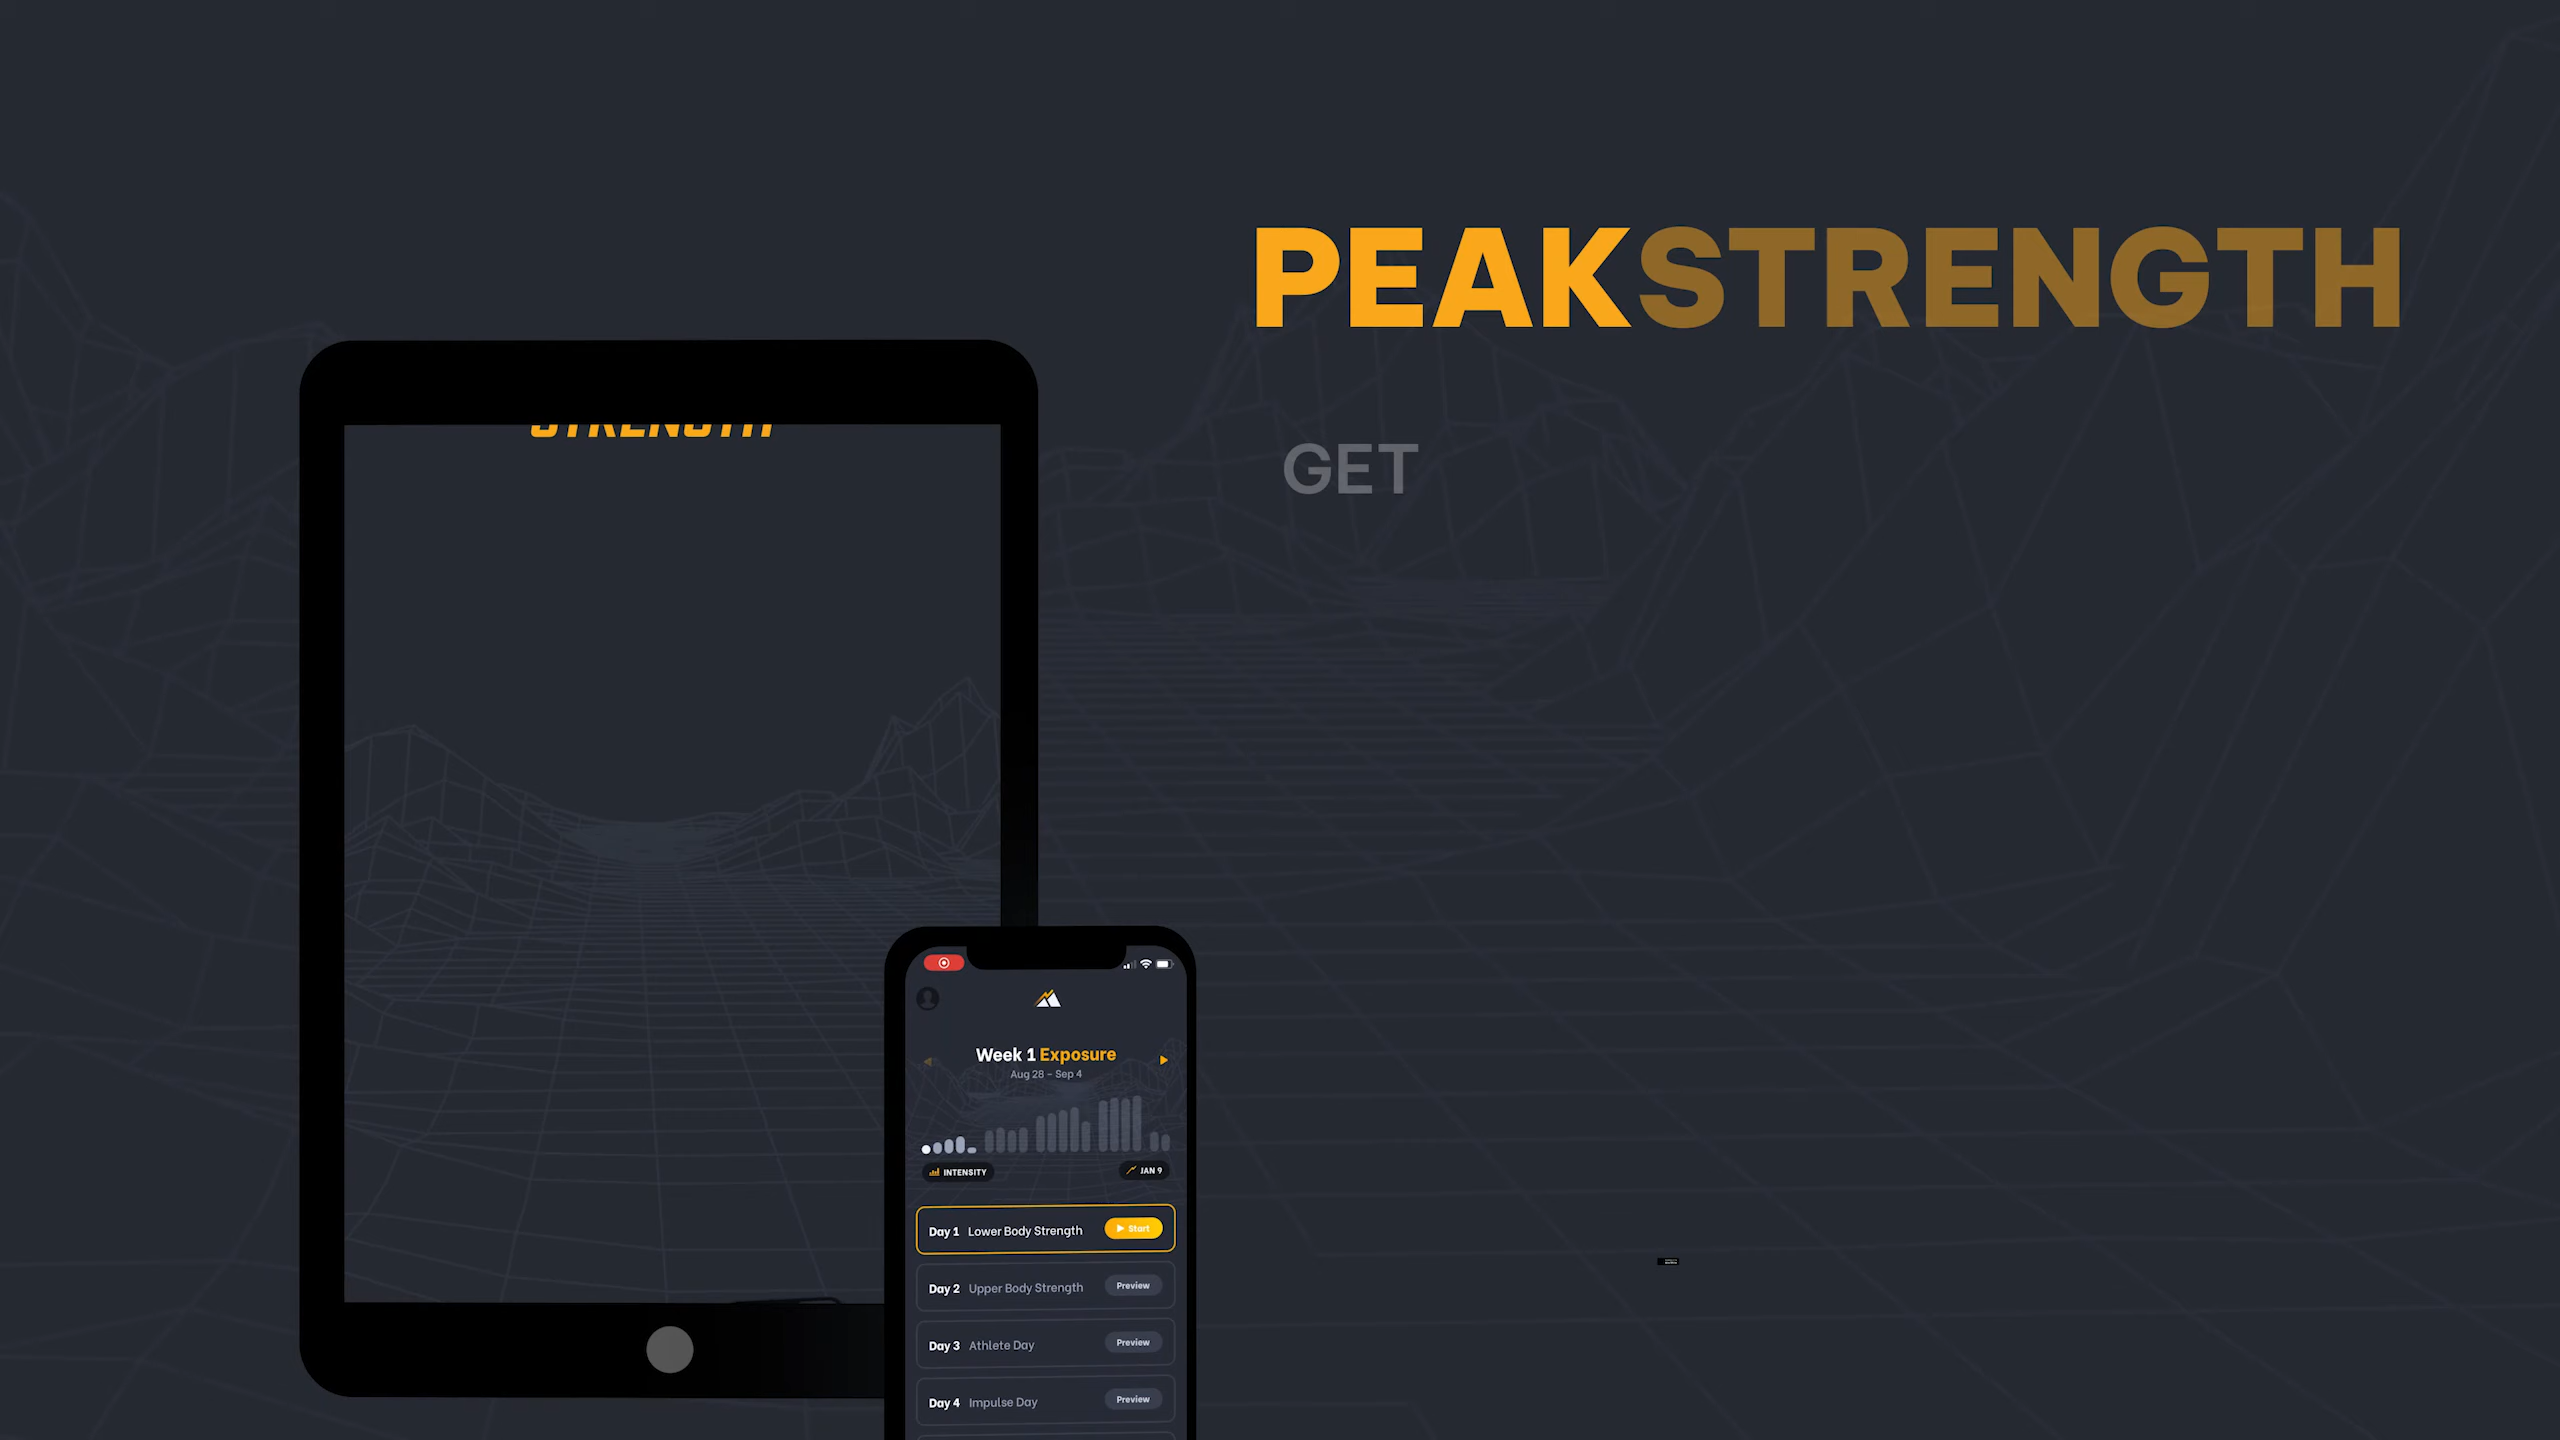 PEAKSTRENGTH
GET
STRENGTH
Week 1 Exposure
Aug 28 - Sep 4
INTENSITY
JAN 9
Day 1 Lower Body Strength Start
Day 2 Upper Body Strength Preview
Day 3 Athlete Day Preview
Day 4 Impulse Day Preview